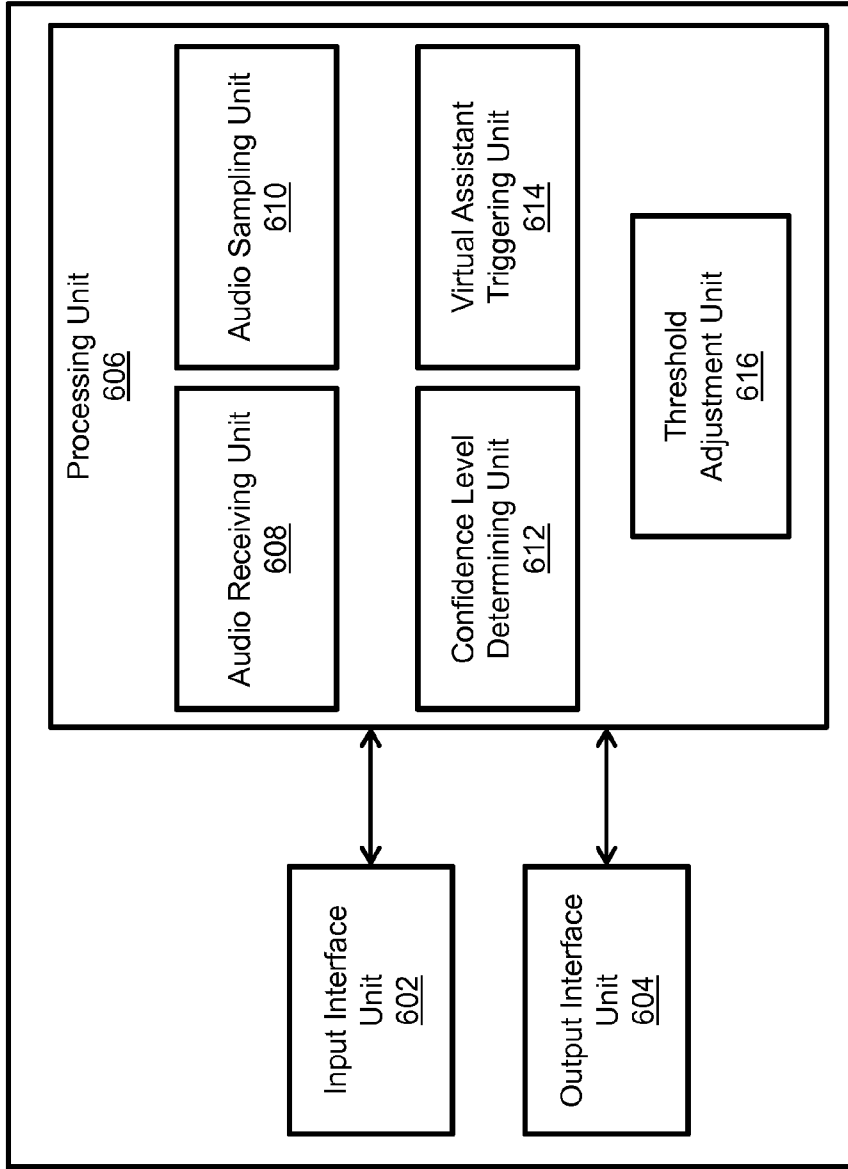 Processing Unit
606
Audio Receiving Unit
608
Audio Sampling Unit
610
Confidence Level
Determining Unit
612
Virtual Assistant
Triggering Unit
614
Threshold
Adjustment Unit
616
Input Interface
Unit
602
Output Interface
Unit
604